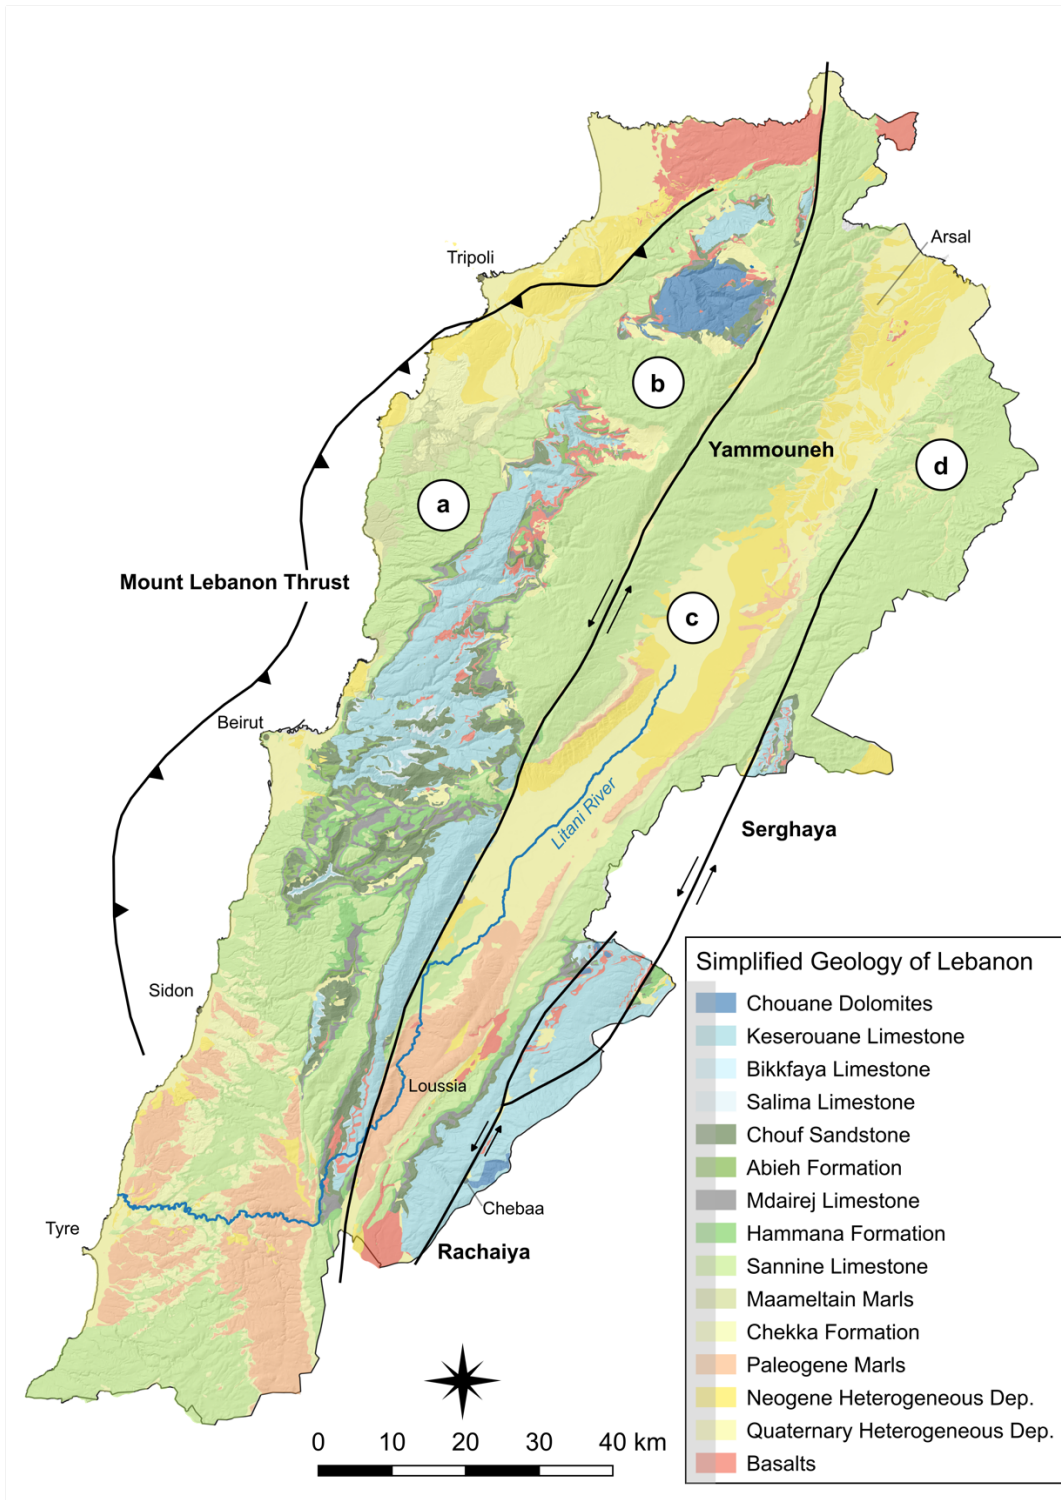 Arsal
Tripoli
b
Yammouneh
d
a
Mount Lebanon Thrust
c
Beirut
Litani River
Serghaya
Sidon
Loussia
Chebaa
Tyre
Rachaiya
Simplified Geology of Lebanon
Chouane Dolomites
Keserouane Limestone
Bikkfaya Limestone
Salima Limestone
Chouf Sandstone
Abieh Formation
Mdairej Limestone
Hammana Formation
Sannine Limestone
Maameltain Marls
Chekka Formation
Paleogene Marls
Neogene Heterogeneous Dep.
Quaternary Heterogeneous Dep.
Basalts
0 10 20 30 40 km